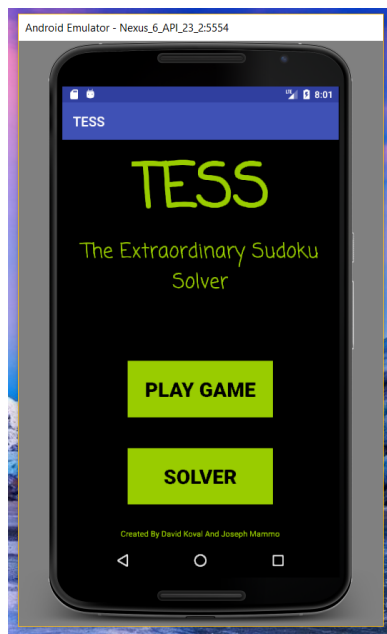 Android Emulator - Nexus_6_API_23_2:5554
8:01
TESS
TESS
The Extraordinary Sudoku
Solver
PLAY GAME
SOLVER
Created By David Koval And Joseph Mammo